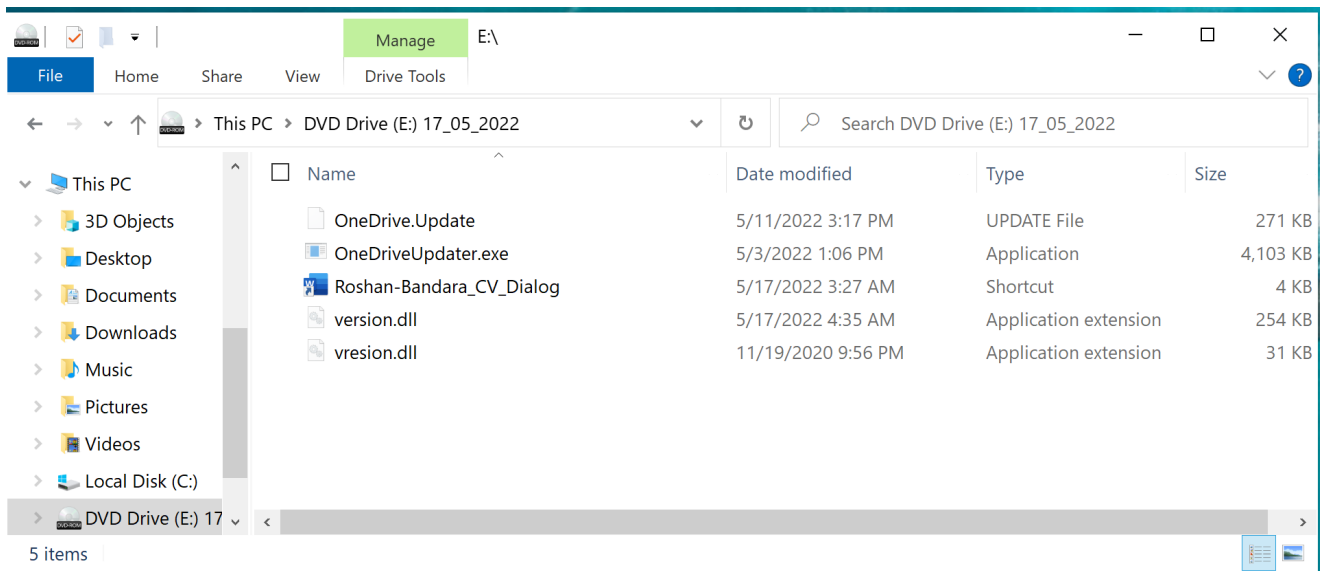 Manage E:\
File Home Share View Drive Tools ?
This PC DVD Drive (E:) 17_05_2022 Search DVD Drive (E:) 17_05_2022
Name Date modified Type Size
This PC
3D Objects
Desktop
Documents
Downloads
Music
Pictures
Videos
Local Disk (C:)
DVD Drive (E:) 17
OneDrive.Update 5/11/2022 3:17 PM UPDATE File 271 KB
OneDriveUpdater.exe 5/3/2022 1:06 PM Application 4,103 KB
Roshan-Bandara_CV_Dialog 5/17/2022 3:27 AM Shortcut 4 KB
version.dll 5/17/2022 4:35 AM Application extension 254 KB
vresion.dll 11/19/2020 9:56 PM Application extension 31 KB
5 items